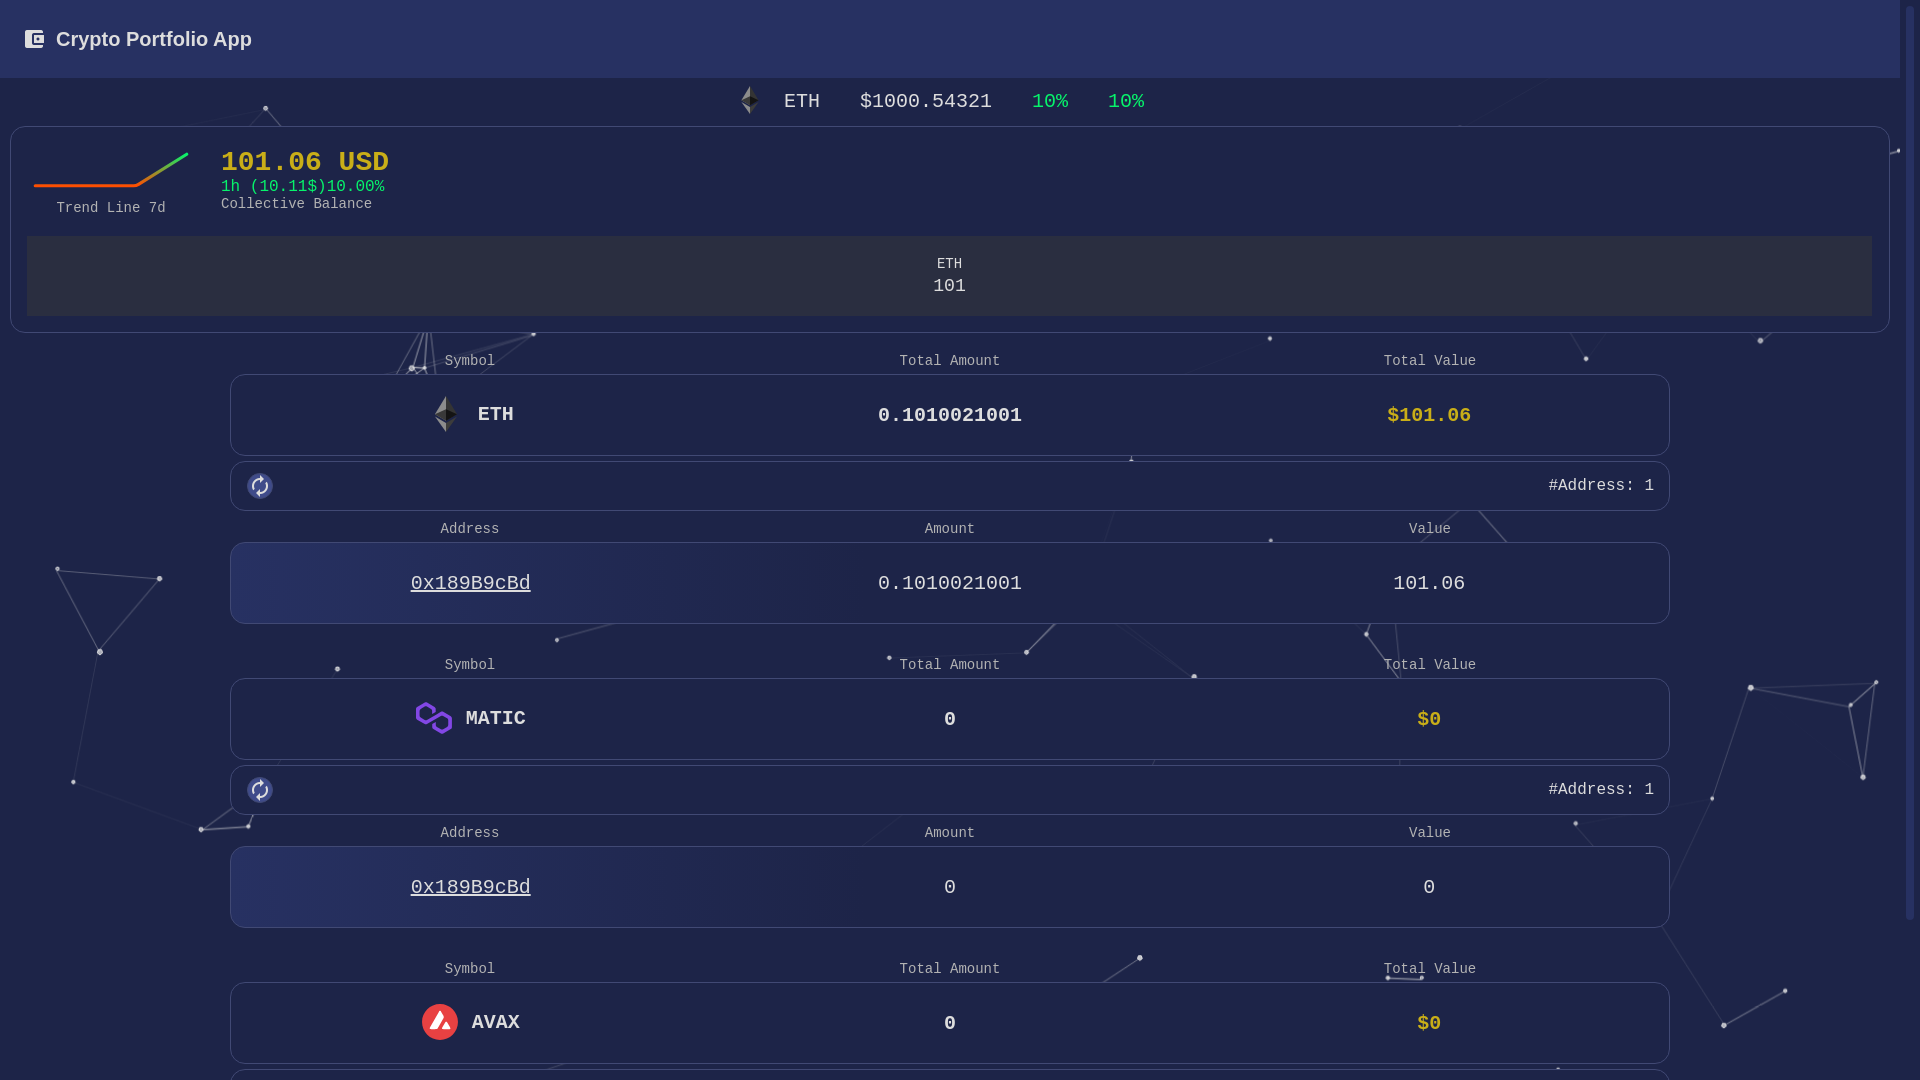 Crypto Portfolio App
ETH $1000.54321 10% 10%
101.06 USD
1h (10.11$)10.00%
Collective Balance
Trend Line 7d
ETH
101
Symbol Total Amount Total Value
ETH 0.1010021001 $101.06
#Address: 1
Address Amount Value
0x189B9cBd 0.1010021001 101.06
Symbol Total Amount Total Value
MATIC 0 $0
#Address: 1
Address Amount Value
0x189B9cBd 0 0
Symbol Total Amount Total Value
AVAX 0 $0